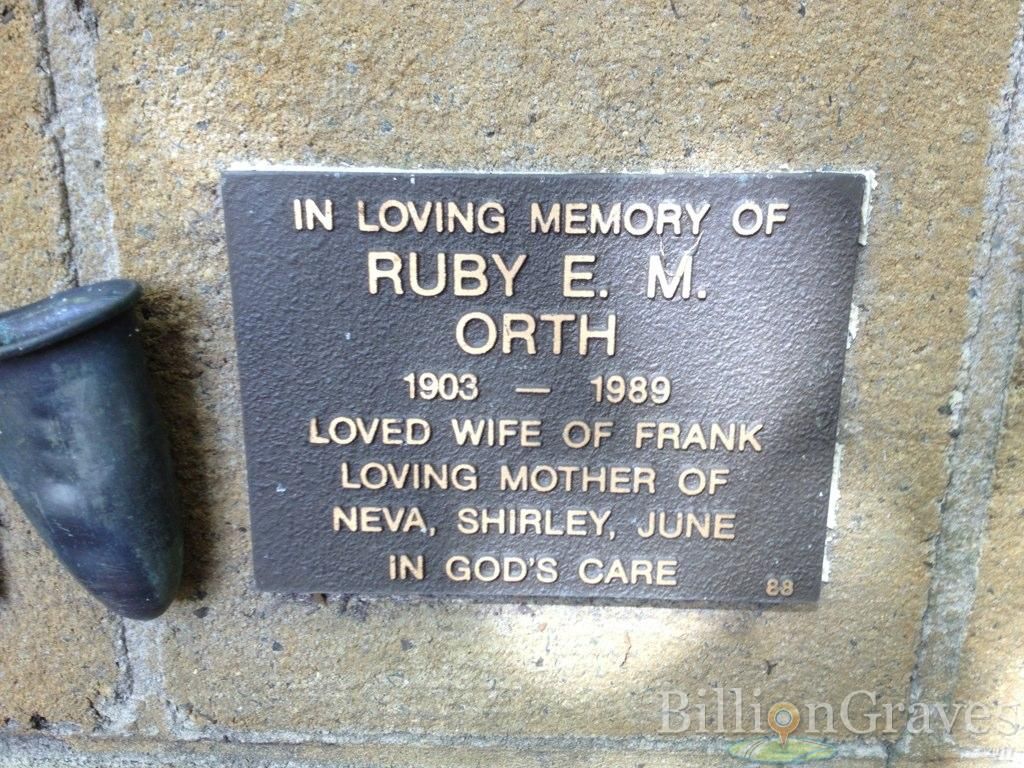 IN LOVING MEMORY OF
RUBY E. M.
ORTH
1903 — 1989
LOVED WIFE OF FRANK
LOVING MOTHER OF
NEVA, SHIRLEY, JUNE
IN GOD'S CARE
BillionGraves